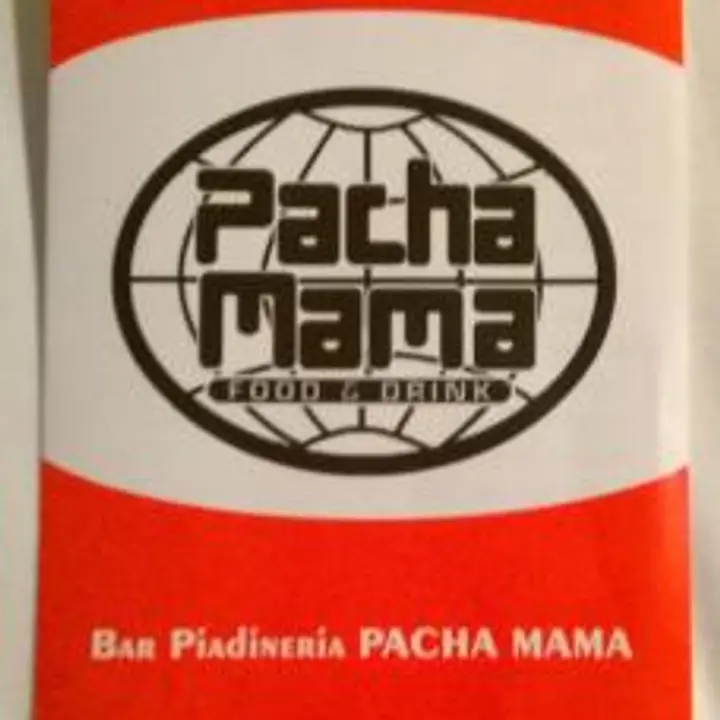 Pacha
Mama
FOOD & DRINK
Bar Piadineria PACHA MAMA